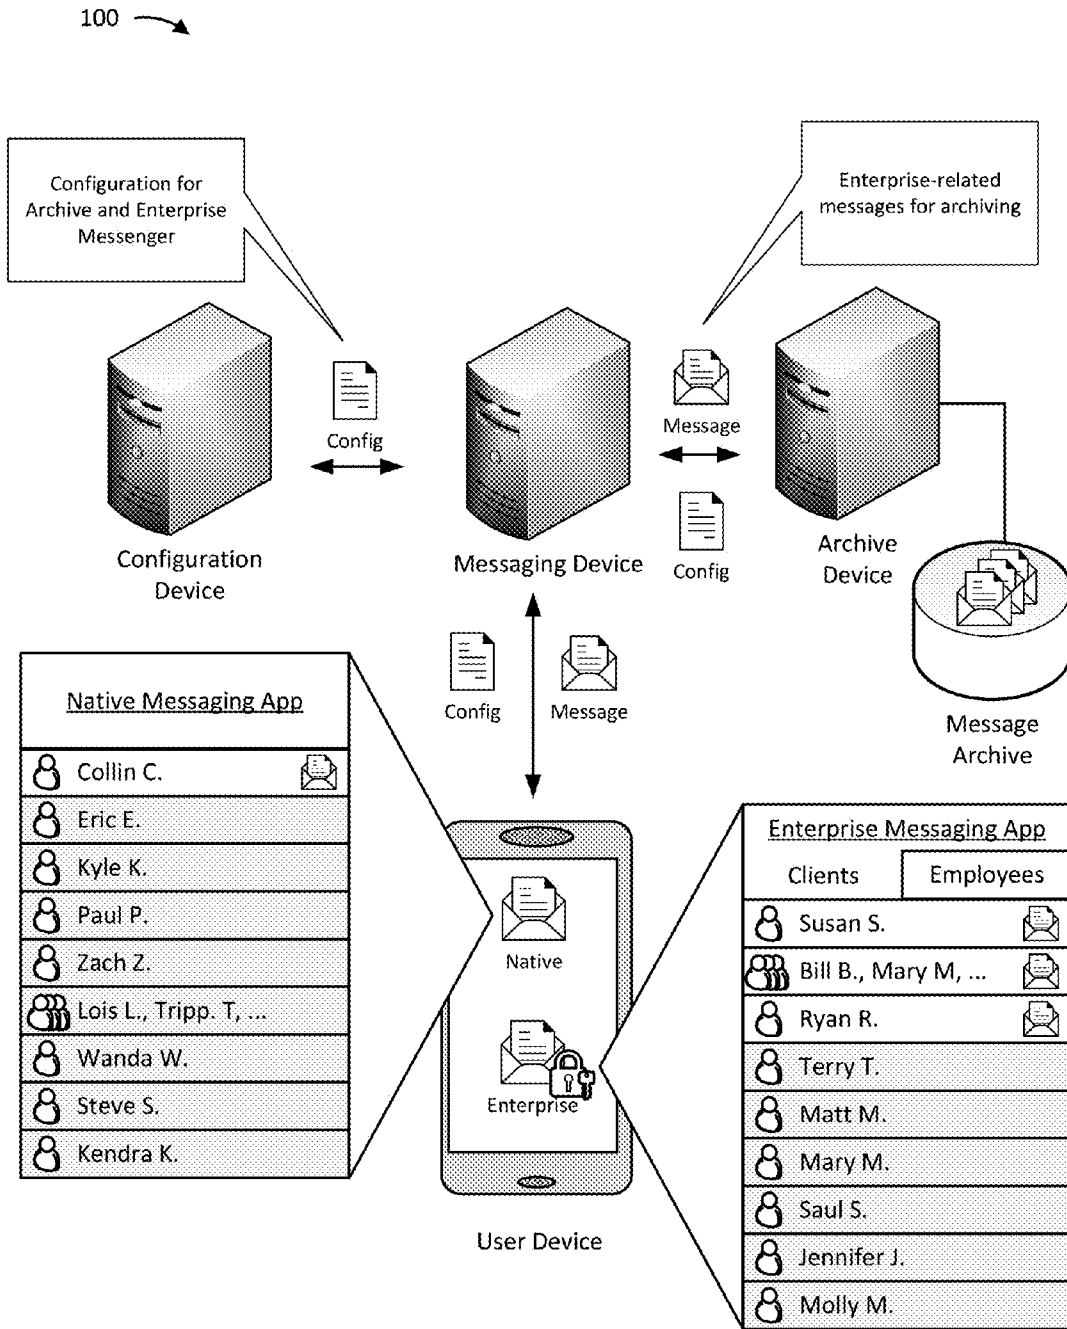 100
Configuration for
Archive and Enterprise
Messenger
Enterprise-related
messages for archiving
Config
Message
Config
Configuration
Device
Messaging Device
Archive
Device
Message
Archive
Config
Message
Native Messaging App
Collin C.
Eric E.
Kyle K.
Paul P.
Zach Z.
Lois L., Tripp. T, ...
Wanda W.
Steve S.
Kendra K.
Native
Enterprise
User Device
Enterprise Messaging App
Clients
Employees
Susan S.
Bill B., Mary M, ...
Ryan R.
Terry T.
Matt M.
Mary M.
Saul S.
Jennifer J.
Molly M.